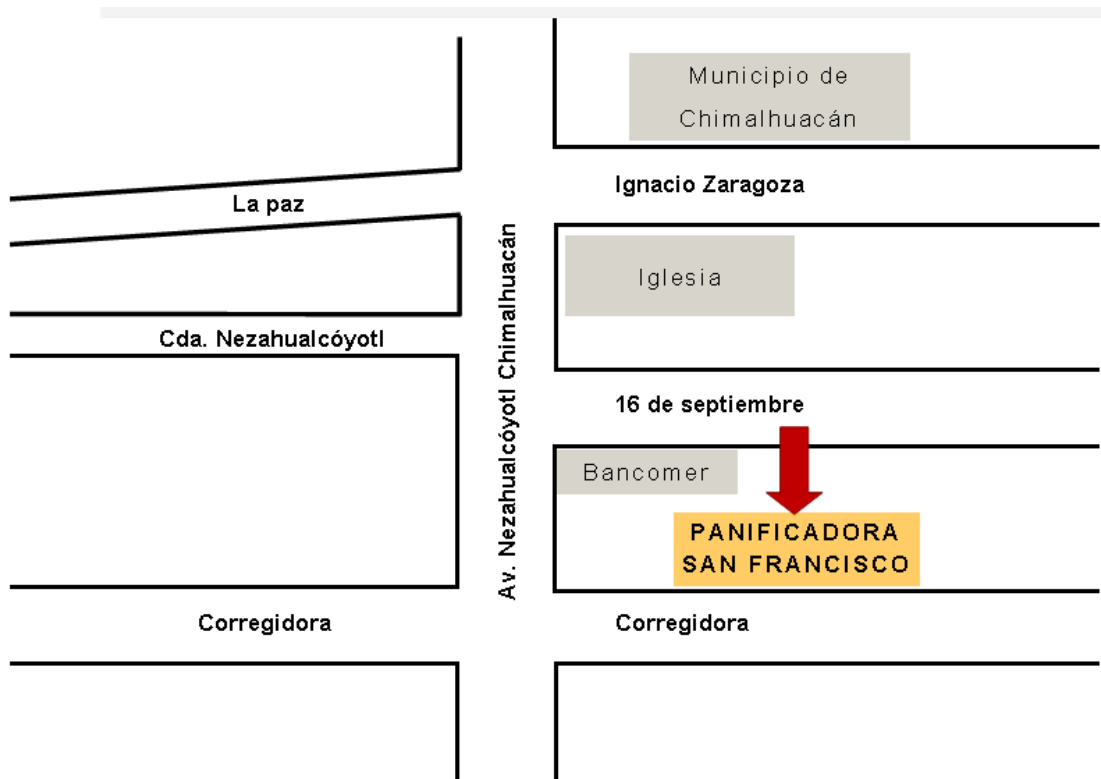 Municipio de
Chimalhuacán
Ignacio Zaragoza
La paz
Iglesia
Cda. Nezahualcóyotl
Av. Nezahualcóyotl Chimalhuacán
16 de septiembre
Bancomer
PANIFICADORA
SAN FRANCISCO
Corregidora
Corregidora